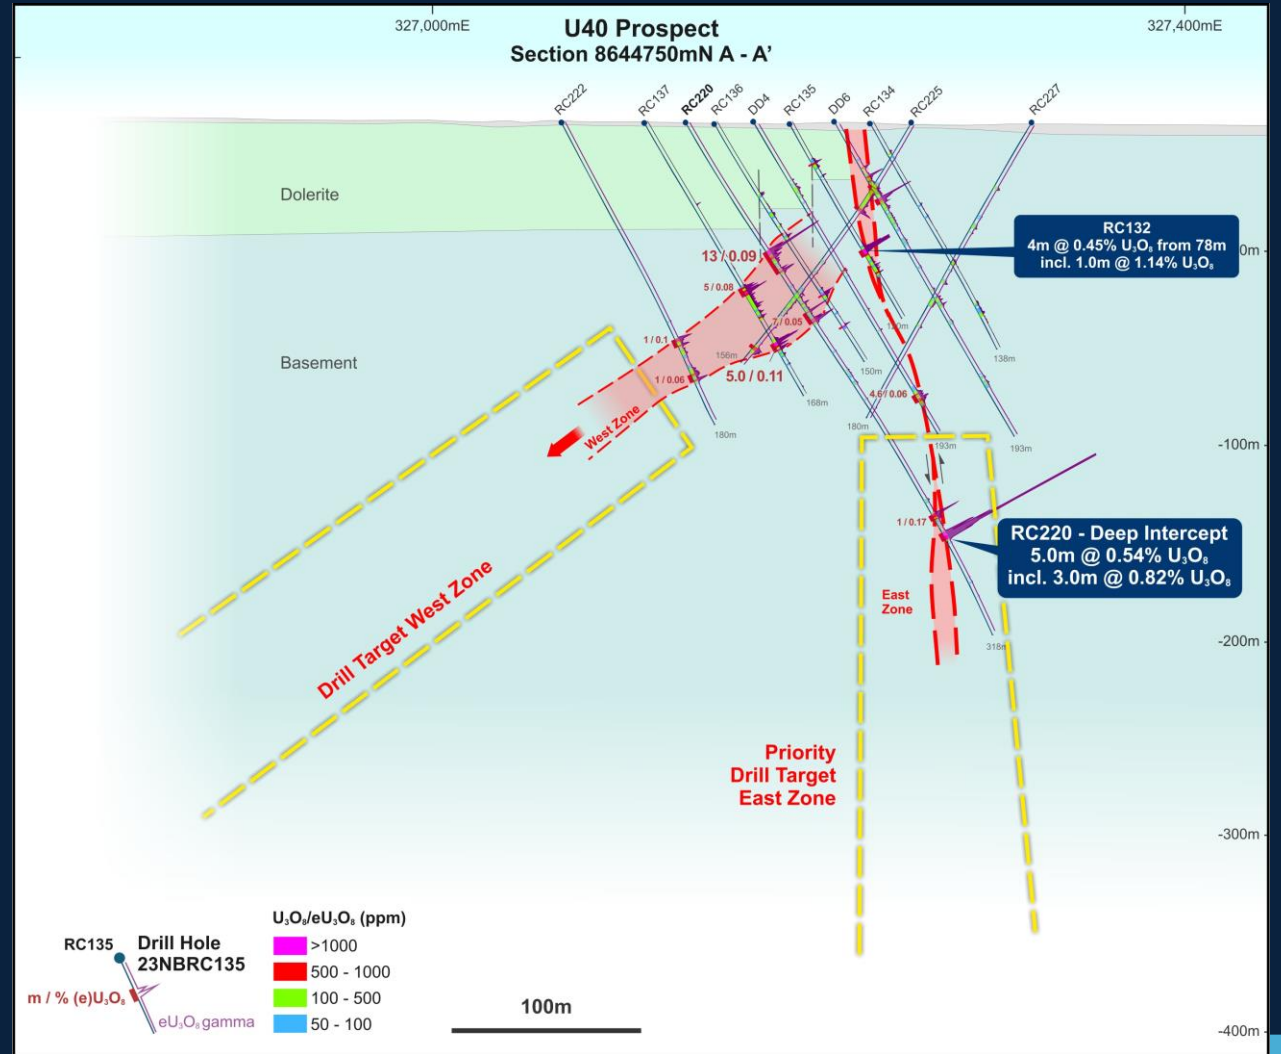 327,000mE
U40 Prospect
327,400mE
Section 8644750mN A - A’
RC222
RC137
RC220
RC136
DD4
RC135
DD6
RC134
RC225
RC227
Dolerite
RC132
4m @ 0.45% U₃O₈ from 78m
incl. 1.0m @ 1.14% U₃O₈
0m
13 / 0.09
5 / 0.08
7 / 0.05
Basement
1 / 0.1
156m
138m
150m
1 / 0.06
5.0 / 0.11
168m
4.6 / 0.06
West Zone
180m
180m
193m
193m
-100m
1 / 0.17
RC220 - Deep Intercept
5.0m @ 0.54% U₃O₈
incl. 3.0m @ 0.82% U₃O₈
East
Zone
Drill Target West Zone
318m
-200m
Priority
Drill Target
East Zone
-300m
U₃O₈/eU₃O₈ (ppm)
>1000
500 - 1000
100 - 500
50 - 100
RC135
Drill Hole
23NBRC135
m / % (e)U₃O₈
eU₃O₈ gamma
100m
-400m